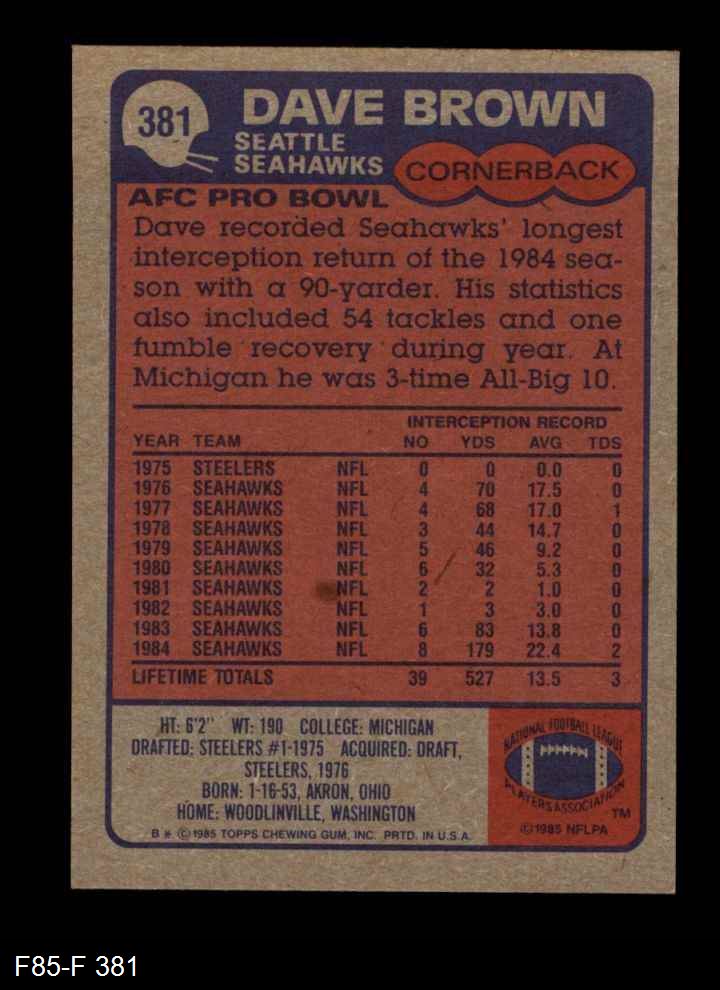 381
DAVE BROWN
SEATTLE
SEAHAWKS
CORNERBACK
AFC PRO BOWL
Dave recorded Seahawks' longest
interception return of the 1984 sea-
son with a 90-yarder. His statistics
also included 54 tackles and one
fumble recovery during year. At
Michigan he was 3-time All-Big 10.
INTERCEPTION RECORD
YEAR TEAM NO YDS AVG TDS
1975 STEELERS NFL 0 0 0.0 0
1976 SEAHAWKS NFL 4 70 17.5 0
1977 SEAHAWKS NFL 4 68 17.0 1
1978 SEAHAWKS NFL 3 44 14.7 0
1979 SEAHAWKS NFL 5 46 9.2 0
1980 SEAHAWKS NFL 6 32 5.3 0
1981 SEAHAWKS NFL 2 2 1.0 0
1982 SEAHAWKS NFL 1 3 3.0 0
1983 SEAHAWKS NFL 6 83 13.8 0
1984 SEAHAWKS NFL 8 179 22.4 2
LIFETIME TOTALS 39 527 13.5 3
HT: 6'2" WT: 190 COLLEGE: MICHIGAN
DRAFTED: STEELERS #1-1975 ACQUIRED: DRAFT,
STEELERS, 1976
BORN: 1-16-53, AKRON, OHIO
HOME: WOODLINVILLE, WASHINGTON
B * © 1985 TOPPS CHEWING GUM, INC. PRTD. IN U.S.A.
NATIONAL FOOTBALL LEAGUE
PLAYERS ASSOCIATION
TM
© 1985 NFLPA
F85-F 381